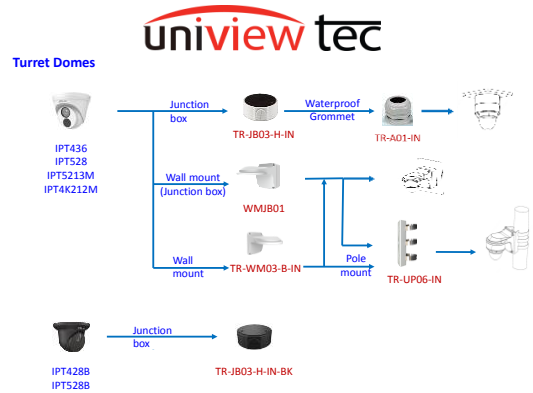 uniview tec
Turret Domes
Junction
box
Waterproof
Grommet
TR-JB03-H-IN
TR-A01-IN
IPT436
IPT528
IPT5213M
IPT4K212M
Wall mount
(Junction box)
WMJB01
Wall
mount
TR-WM03-B-IN
Pole
mount
TR-UP06-IN
Junction
box
IPT428B
IPT528B
TR-JB03-H-IN-BK